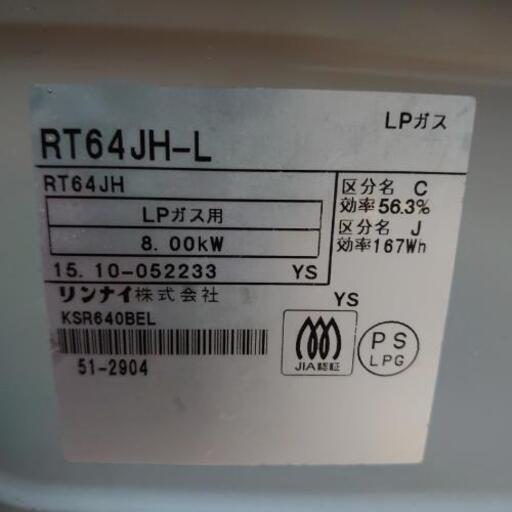 LPガス
RT64JH-L
RT64JH
LPガス用
8.00kW
区分名 C
効率56.3%
区分名 J
効率167Wh
15.10-052233 YS
リンナイ株式会社
YS
KSR640BEL
51-2904
JIA認証
PS
LPG